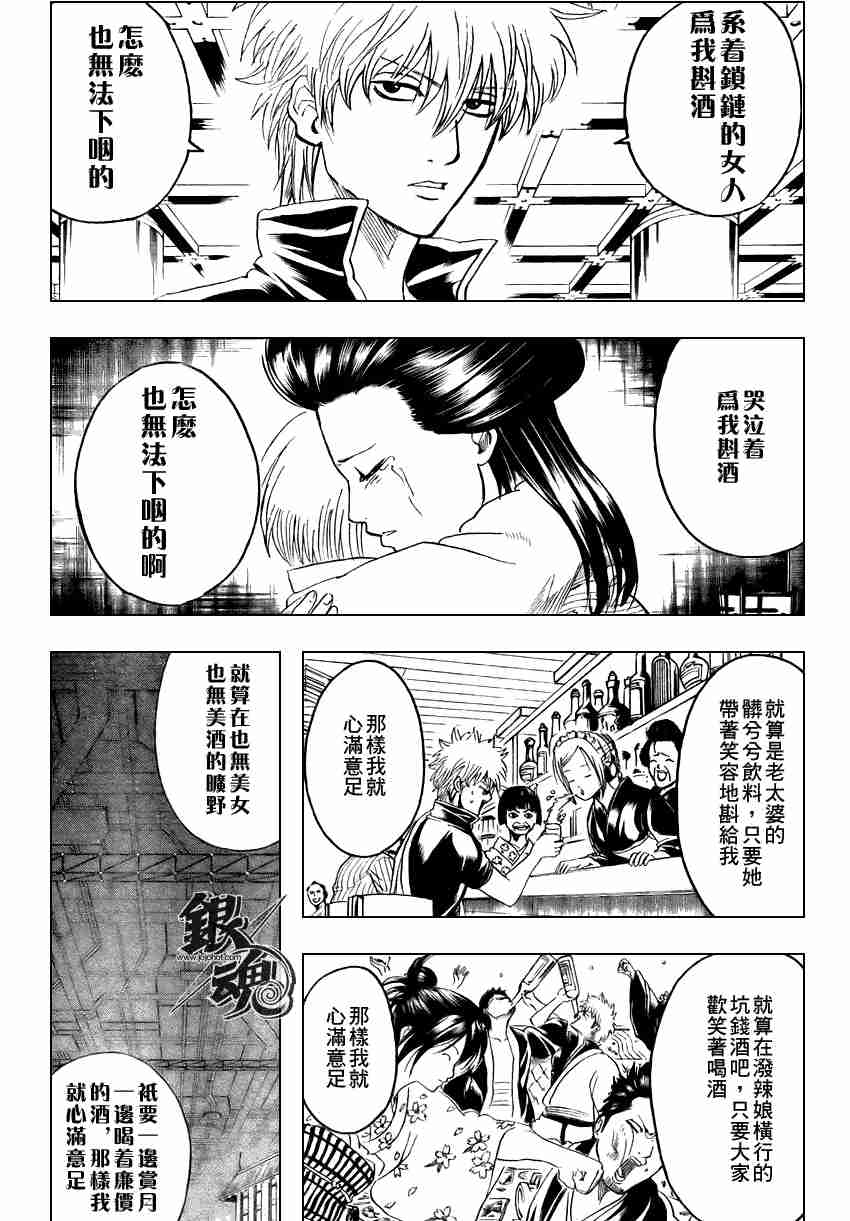 系着鎖鏈的女人
爲我斟酒
怎麽
也無法下咽的
哭泣着
爲我斟酒
怎麽
也無法下咽的啊
就算是老太婆的
髒兮兮飲料，只要她
帶著笑容地斟給我
那樣我就
心滿意足
就算在潑辣娘橫行的
坑錢酒吧，只要大家
歡笑著喝酒
那樣我就
心滿意足
就算在也無美女
也無美酒的曠野
銀魂
www.jojohot.com
衹要一邊賞月
一邊喝着廉價
的酒，那樣我
就心滿意足